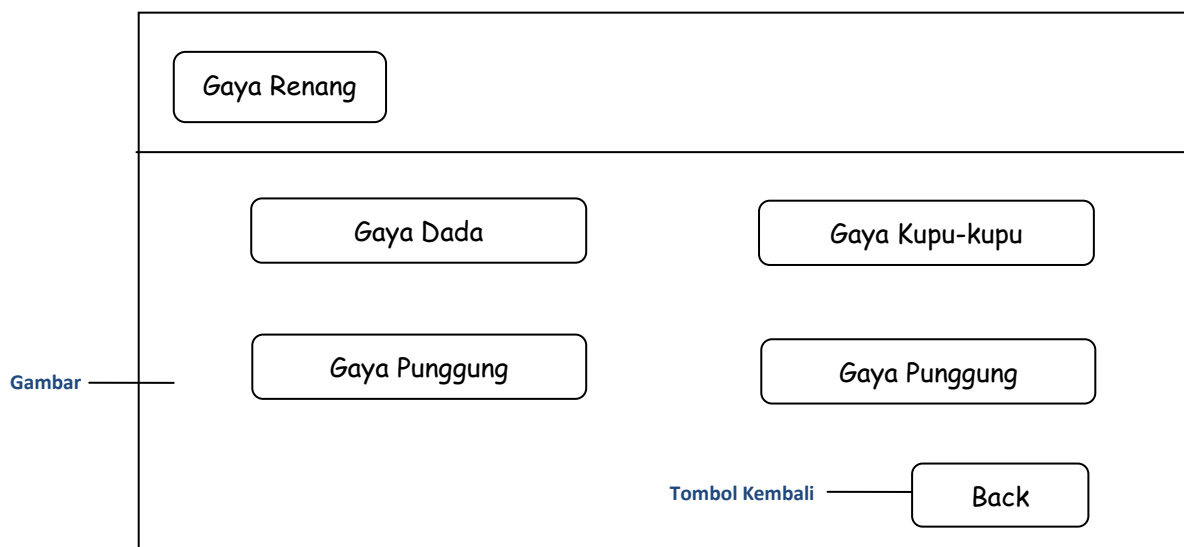 Gaya Renang
Gaya Dada
Gaya Kupu-kupu
Gaya Punggung
Gaya Punggung
Gambar
Tombol Kembali
Back